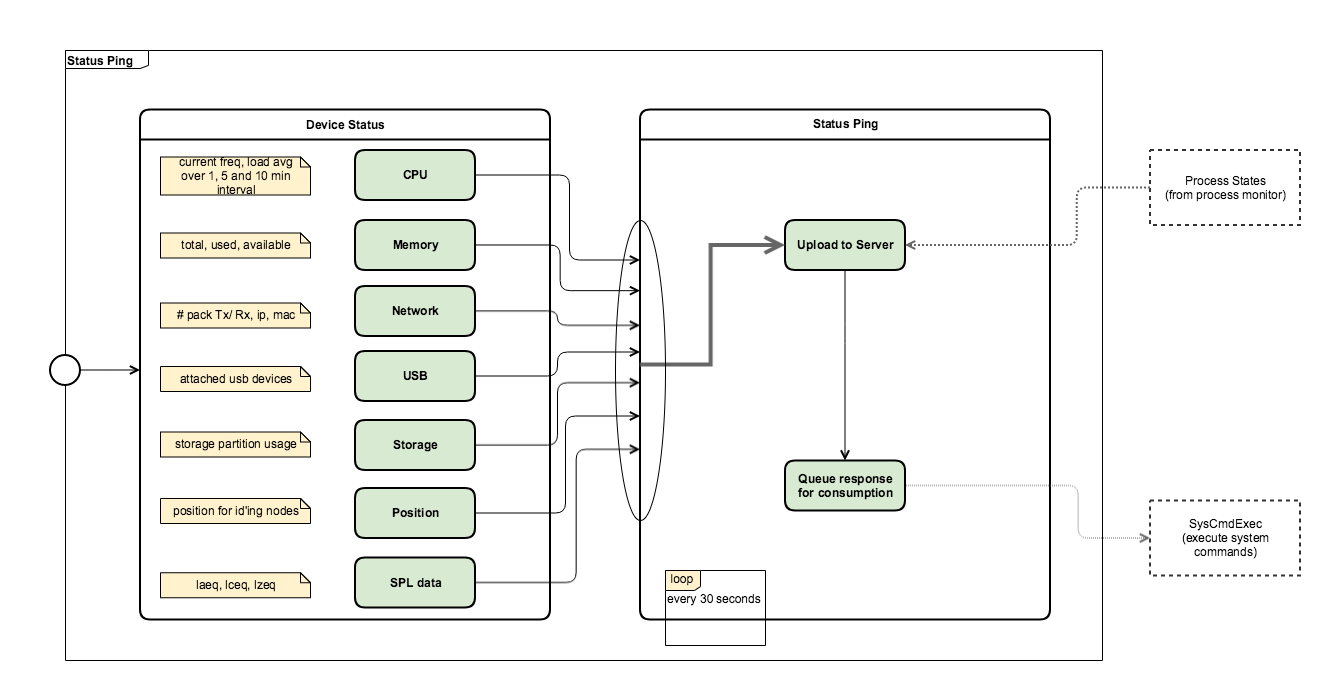 Status Ping
Device Status
current freq, load avg
over 1, 5 and 10 min
interval
CPU
total, used, available
Memory
# pack Tx/ Rx, ip, mac
Network
attached usb devices
USB
storage partition usage
Storage
position for id'ing nodes
Position
laeq, lceq, lzeq
SPL data
Status Ping
Upload to Server
Queue response
for consumption
loop
every 30 seconds
Process States
(from process monitor)
SysCmdExec
(execute system
commands)